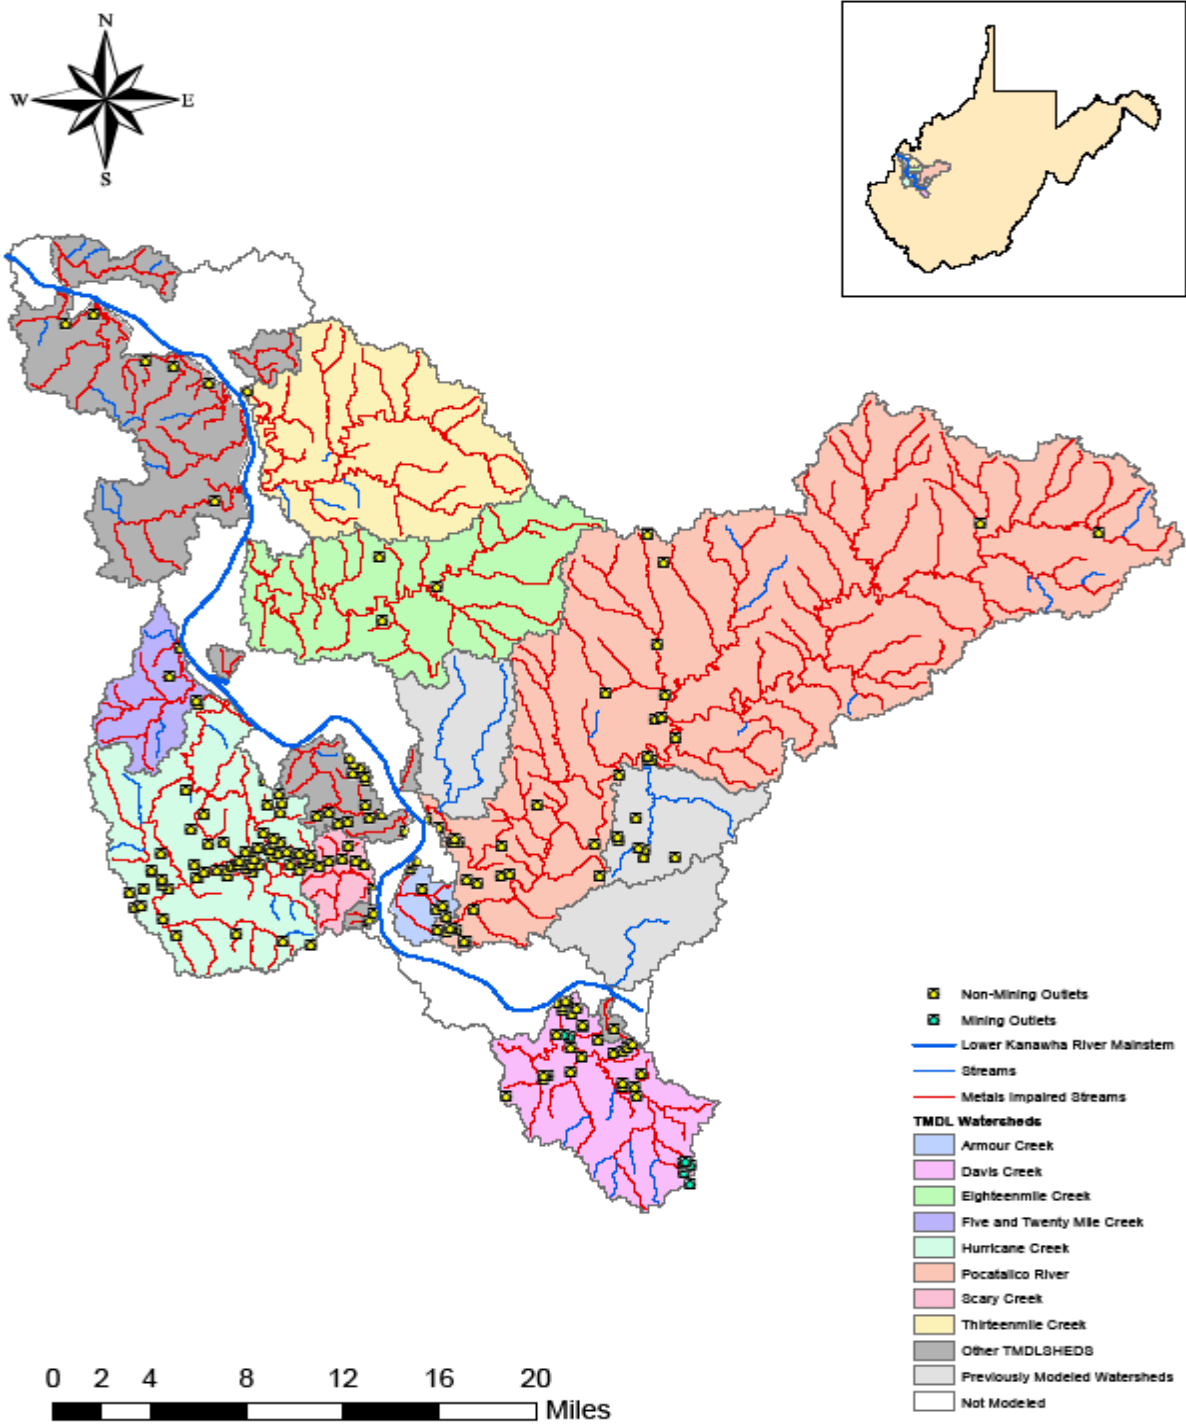 N
W E
S
Non-Mining Outlets
Mining Outlets
Lower Kanawha River Mainstem
Streams
Metals Impaired Streams
TMDL Watersheds
Armour Creek
Davis Creek
Eighteenmile Creek
Five and Twenty Mile Creek
Hurricane Creek
Pocatalico River
Scary Creek
Thirteenmile Creek
Other TMDLSHEDS
Previously Modeled Watersheds
Not Modeled
0 2 4 8 12 16 20
Miles